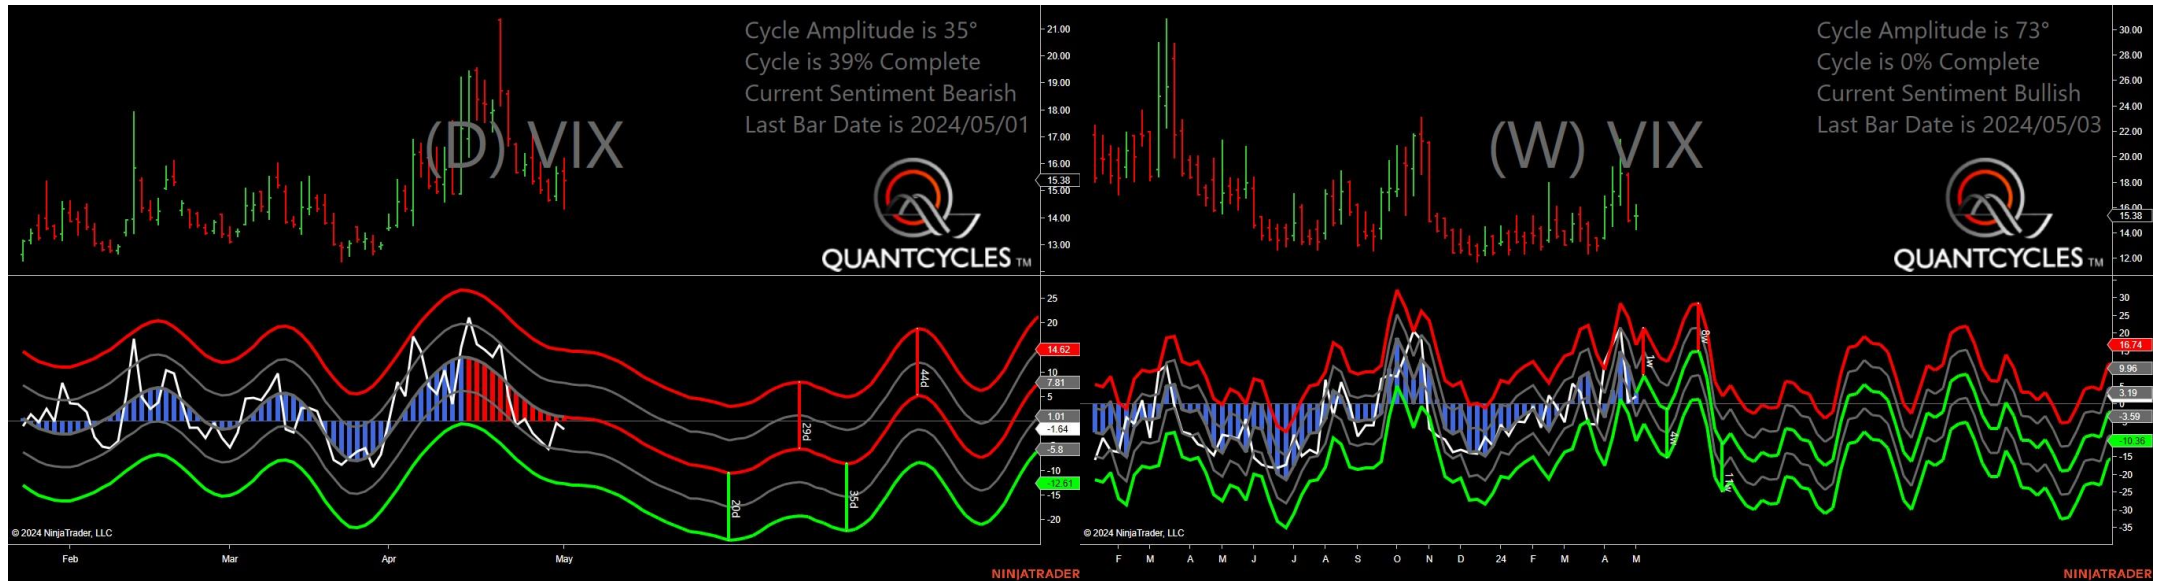 Cycle Amplitude is 35°
Cycle is 39% Complete
Current Sentiment Bearish
Last Bar Date is 2024/05/01
(D) VIX
QUANTCYCLES TM
21.00
20.00
19.00
18.00
17.00
16.00
15.38
15.00
14.00
13.00
25
20
14.62
10
7.81
5
1.01
-1.64
-5.8
-10
-12.61
-15
-20
20d
29d
35d
44d
© 2024 NinjaTrader, LLC
Feb Mar Apr May
NINJATRADER
Cycle Amplitude is 73°
Cycle is 0% Complete
Current Sentiment Bullish
Last Bar Date is 2024/05/03
(W) VIX
QUANTCYCLES TM
30.00
28.00
26.00
24.00
22.00
20.00
18.00
16.00
15.38
14.00
12.00
30
25
20
16.74
9.96
3.19
-3.59
-10.36
-15
-20
-25
-30
-35
1w
4w
8w
11w
© 2024 NinjaTrader, LLC
F M A M J J A S O N D 24 F M A M
NINJATRADER